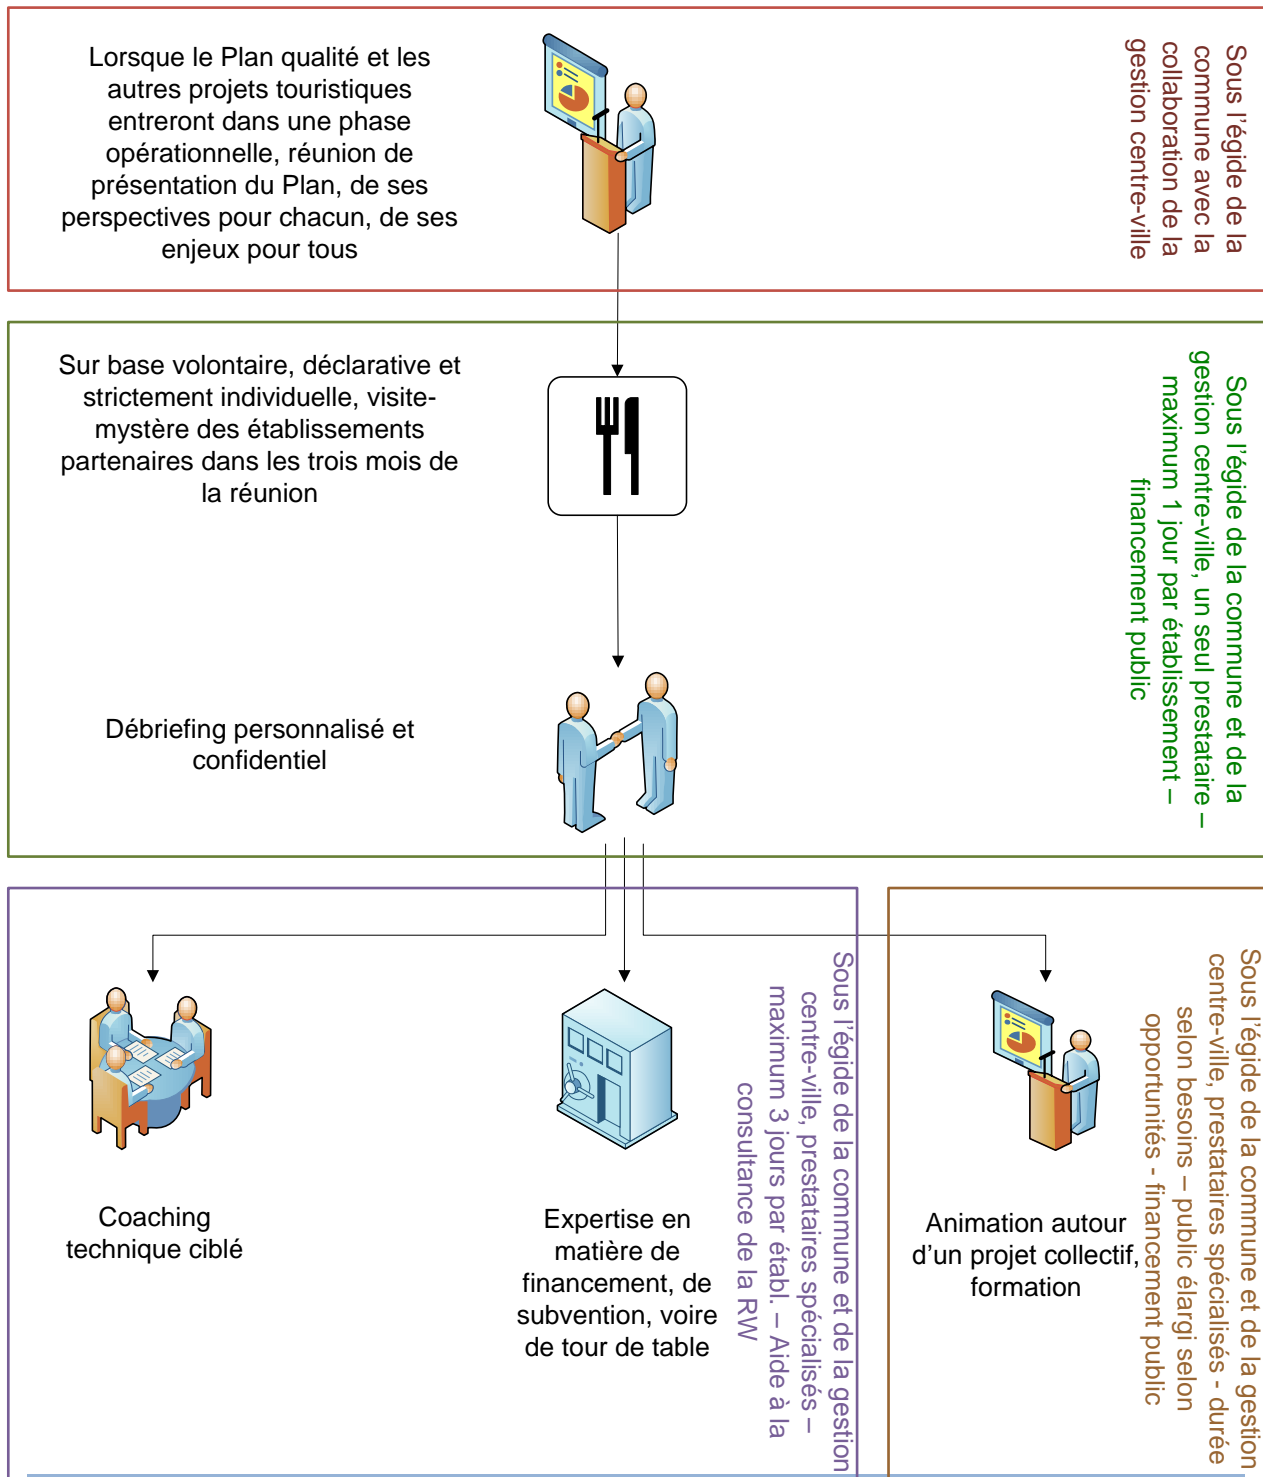 Lorsque le Plan qualité et les
autres projets touristiques
entreront dans une phase
opérationnelle, réunion de
présentation du Plan, de ses
perspectives pour chacun, de ses
enjeux pour tous
Sous l'égide de la
commune avec la
collaboration de la
gestion centre-ville
Sur base volontaire, déclarative et
strictement individuelle, visite-
mystère des établissements
partenaires dans les trois mois de
la réunion
Débriefing personnalisé et
confidentiel
Sous l'égide de la commune et de la
gestion centre-ville, un seul prestataire –
maximum 1 jour par établissement –
financement public
Coaching
technique ciblé
Expertise en
matière de
financement, de
subvention, voire
de tour de table
Sous l'égide de la commune et de la gestion
centre-ville, prestataires spécialisés –
maximum 3 jours par établ. – Aide à la
consultance de la RW
Animation autour
d'un projet collectif,
formation
Sous l'égide de la commune et de la gestion
centre-ville, prestataires spécialisés - durée
selon besoins – public élargi selon
opportunités - financement public